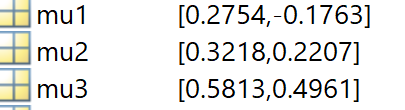 mu1 [0.2754,-0.1763]
mu2 [0.3218,0.2207]
mu3 [0.5813,0.4961]